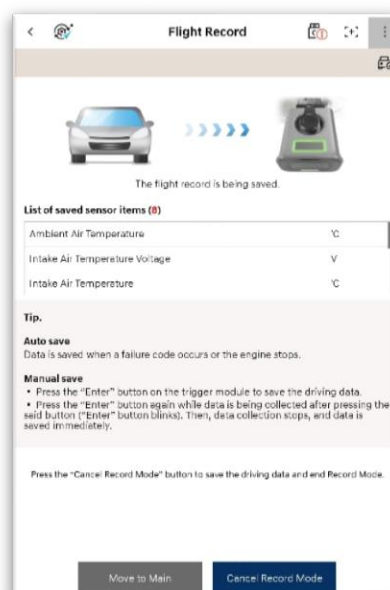 Flight Record
The flight record is being saved.
List of saved sensor items (8)
Ambient Air Temperature °C
Intake Air Temperature Voltage V
Intake Air Temperature °C
Tip.
Auto save
Data is saved when a failure code occurs or the engine stops.
Manual save
• Press the "Enter" button on the trigger module to save the driving data.
• Press the "Enter" button again while data is being collected after pressing the
said button ("Enter" button blinks). Then, data collection stops, and data is
saved immediately.
Press the "Cancel Record Mode" button to save the driving data and end Record Mode.
Move to Main Cancel Record Mode